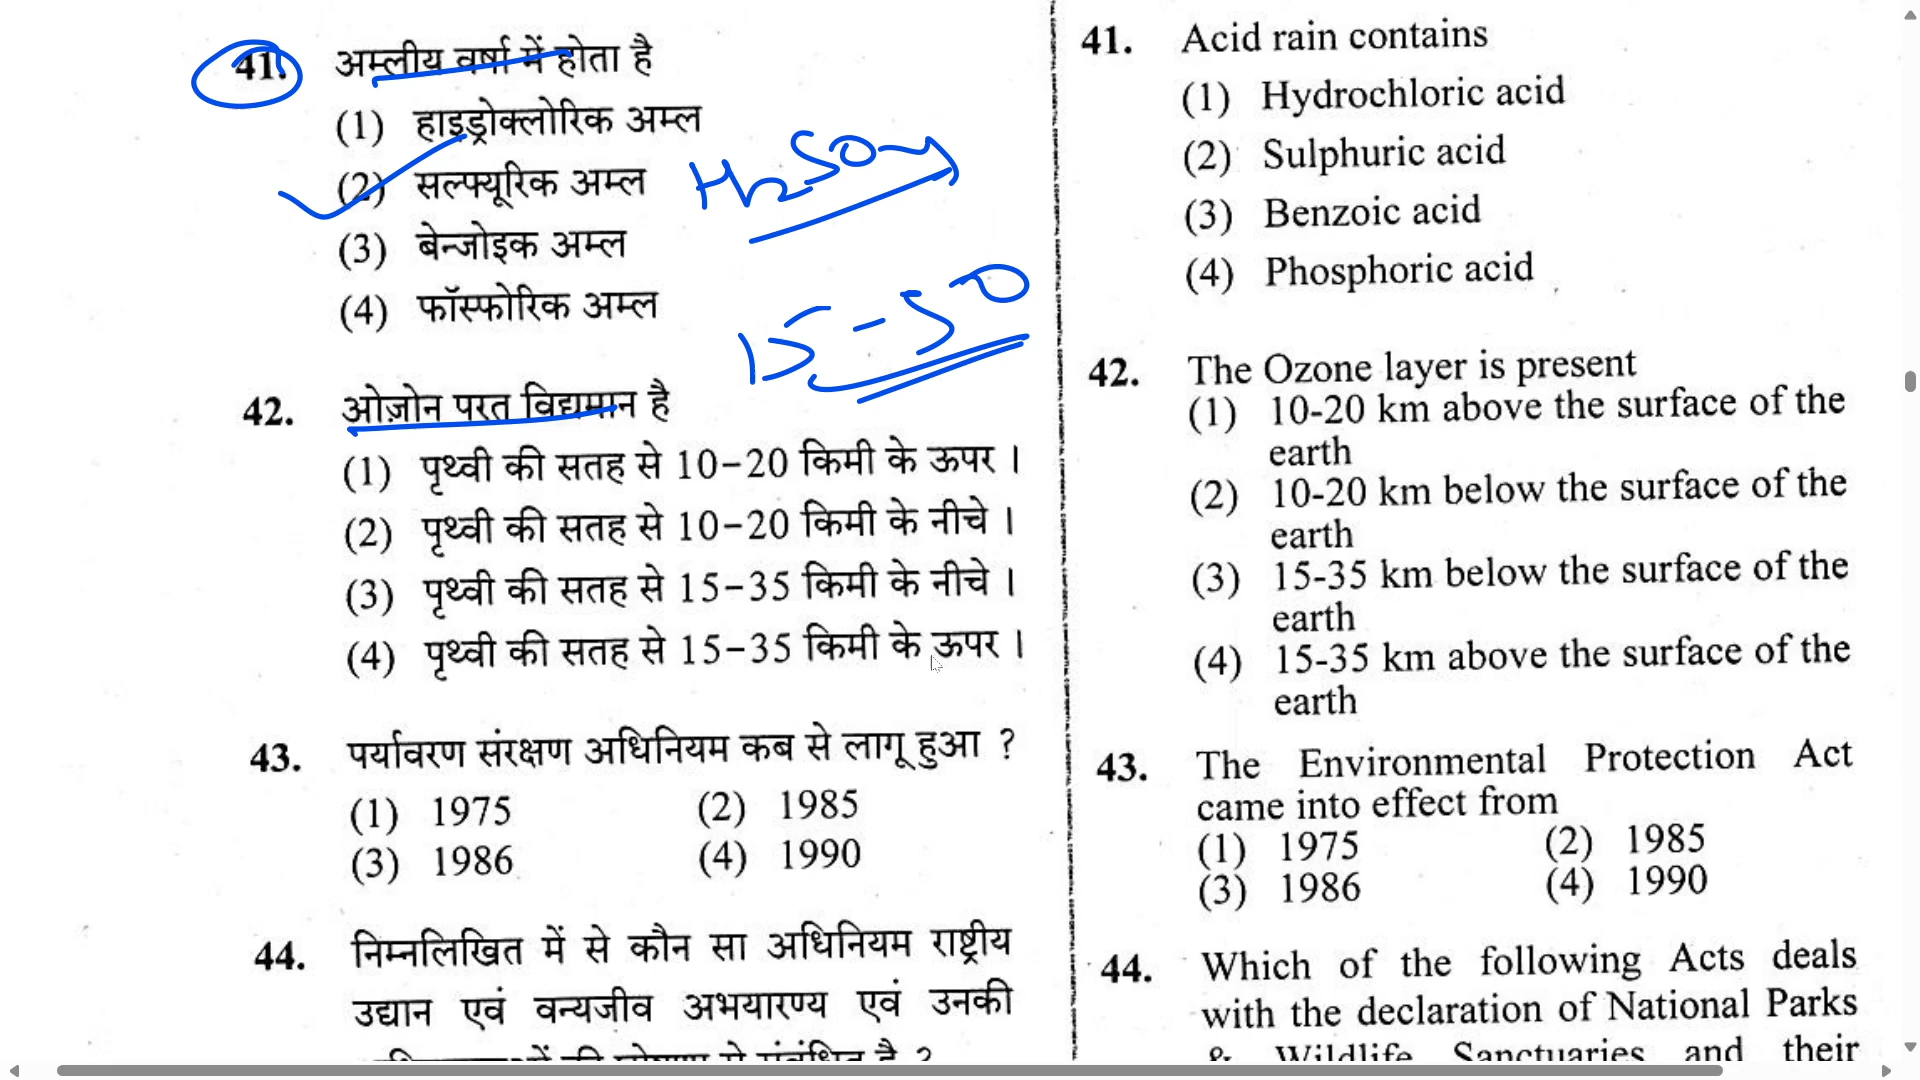 41. अम्लीय वर्षा में होता है
(1) हाइड्रोक्लोरिक अम्ल
(2) सल्फ्यूरिक अम्ल
(3) बेन्जोइक अम्ल
(4) फॉस्फोरिक अम्ल
H2SO4
15-50
42. ओज़ोन परत विद्यमान है
(1) पृथ्वी की सतह से 10-20 किमी के ऊपर ।
(2) पृथ्वी की सतह से 10-20 किमी के नीचे ।
(3) पृथ्वी की सतह से 15-35 किमी के नीचे ।
(4) पृथ्वी की सतह से 15-35 किमी के ऊपर ।
43. पर्यावरण संरक्षण अधिनियम कब से लागू हुआ ?
(1) 1975 (2) 1985
(3) 1986 (4) 1990
44. निम्नलिखित में से कौन सा अधिनियम राष्ट्रीय
उद्यान एवं वन्यजीव अभयारण्य एवं उनकी
41. Acid rain contains
(1) Hydrochloric acid
(2) Sulphuric acid
(3) Benzoic acid
(4) Phosphoric acid
42. The Ozone layer is present
(1) 10-20 km above the surface of the
earth
(2) 10-20 km below the surface of the
earth
(3) 15-35 km below the surface of the
earth
(4) 15-35 km above the surface of the
earth
43. The Environmental Protection Act
came into effect from
(1) 1975 (2) 1985
(3) 1986 (4) 1990
44. Which of the following Acts deals
with the declaration of National Parks
& Wildlife Sanctuaries and their